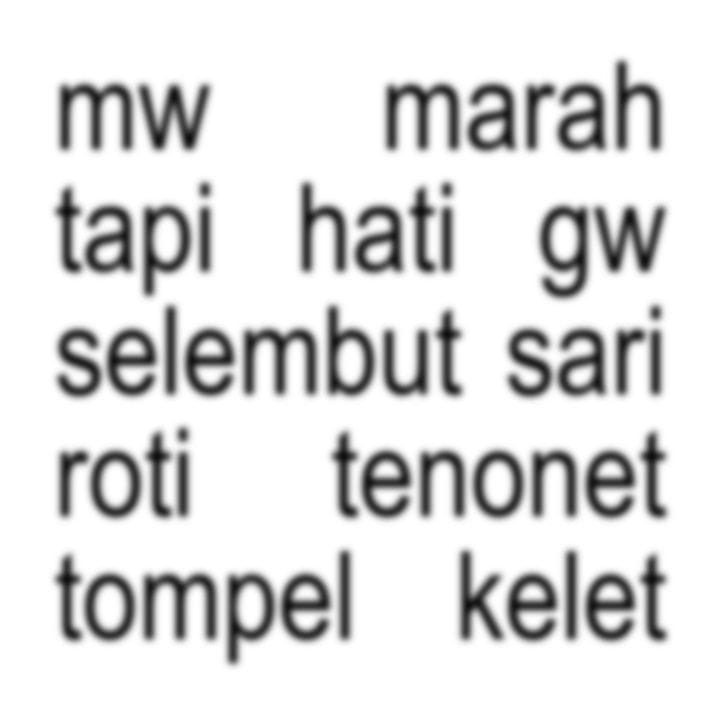 mw marah
tapi hati gw
selembut sari
roti tenonet
tompel kelet